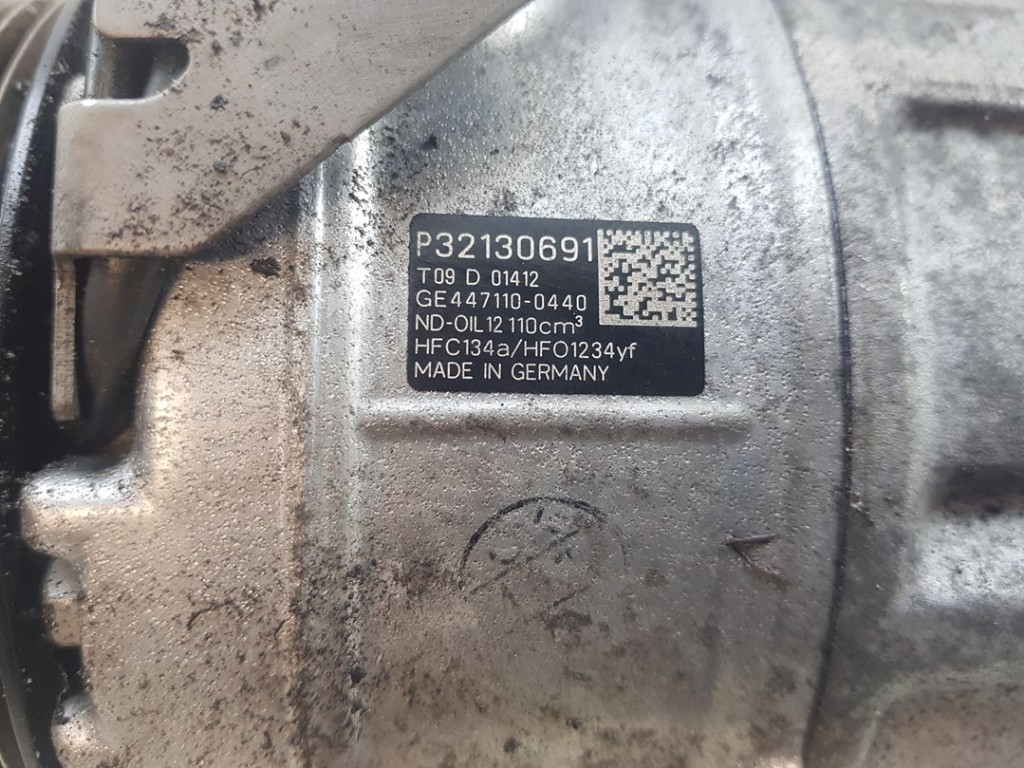 P32130691
T09 D 01412
GE447110-0440
ND-OIL12 110cm³
HFC134a/HFO1234yf
MADE IN GERMANY